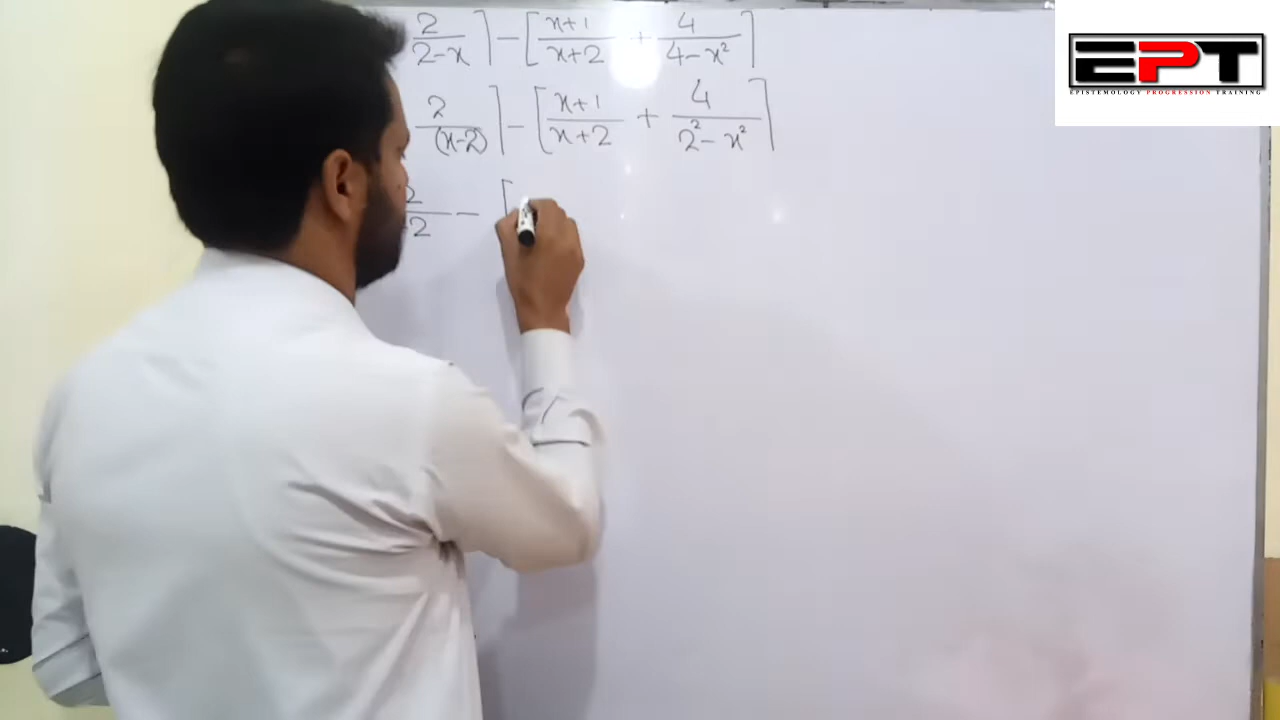 2/(2-x)] - [(x+1)/(x+2) + 4/(4-x²)]
2/(x-2)] - [(x+1)/(x+2) + 4/(2²-x²)]
2/2 - [
EPT
EPISTEMOLOGY PROGRESSION TRAINING